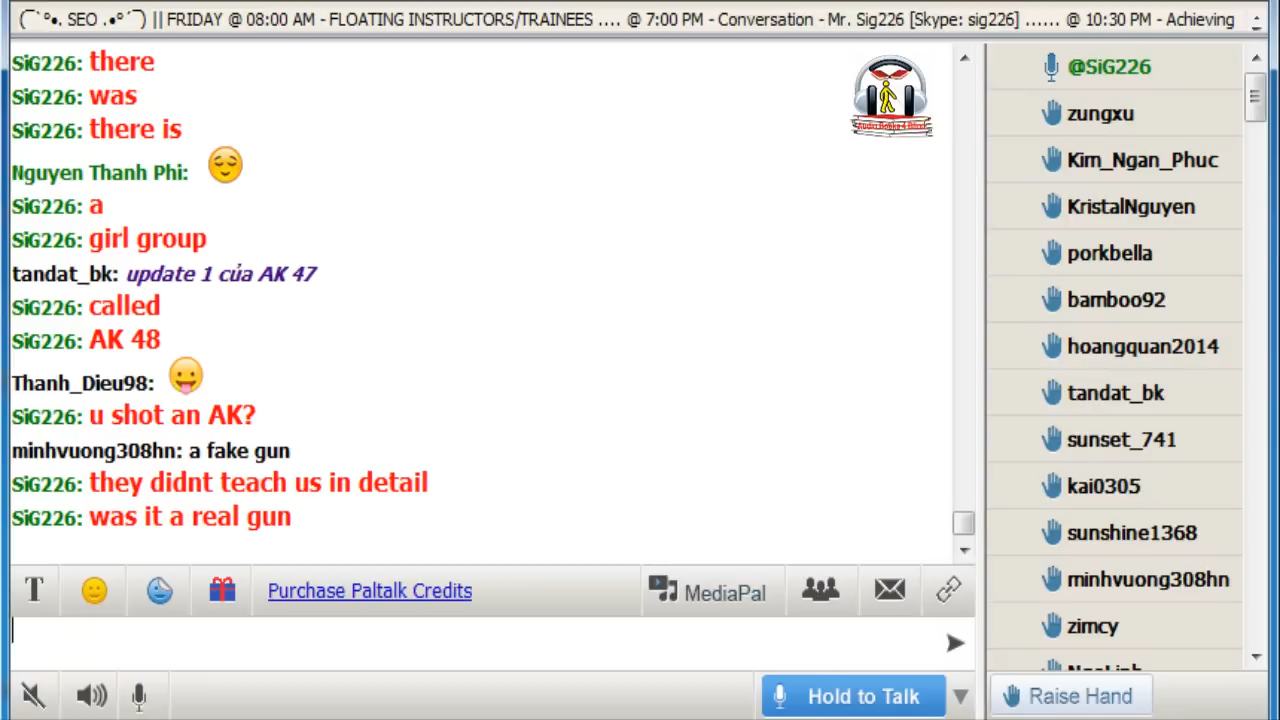 (¯`º•. SEO .•º´¯) || FRIDAY @ 08:00 AM - FLOATING INSTRUCTORS/TRAINEES .... @ 7:00 PM - Conversation - Mr. Sig226 [Skype: sig226] ...... @ 10:30 PM - Achieving
SiG226: there
SiG226: was
SiG226: there is
Nguyen Thanh Phi:
SiG226: a
SiG226: girl group
tandat_bk: update 1 của AK 47
SiG226: called
SiG226: AK 48
Thanh_Dieu98:
SiG226: u shot an AK?
minhvuong308hn: a fake gun
SiG226: they didnt teach us in detail
SiG226: was it a real gun
@SiG226
zungxu
Kim_Ngan_Phuc
KristalNguyen
porkbella
bamboo92
hoangquan2014
tandat_bk
sunset_741
kai0305
sunshine1368
minhvuong308hn
zimcy
T
Purchase Paltalk Credits
MediaPal
Hold to Talk
Raise Hand